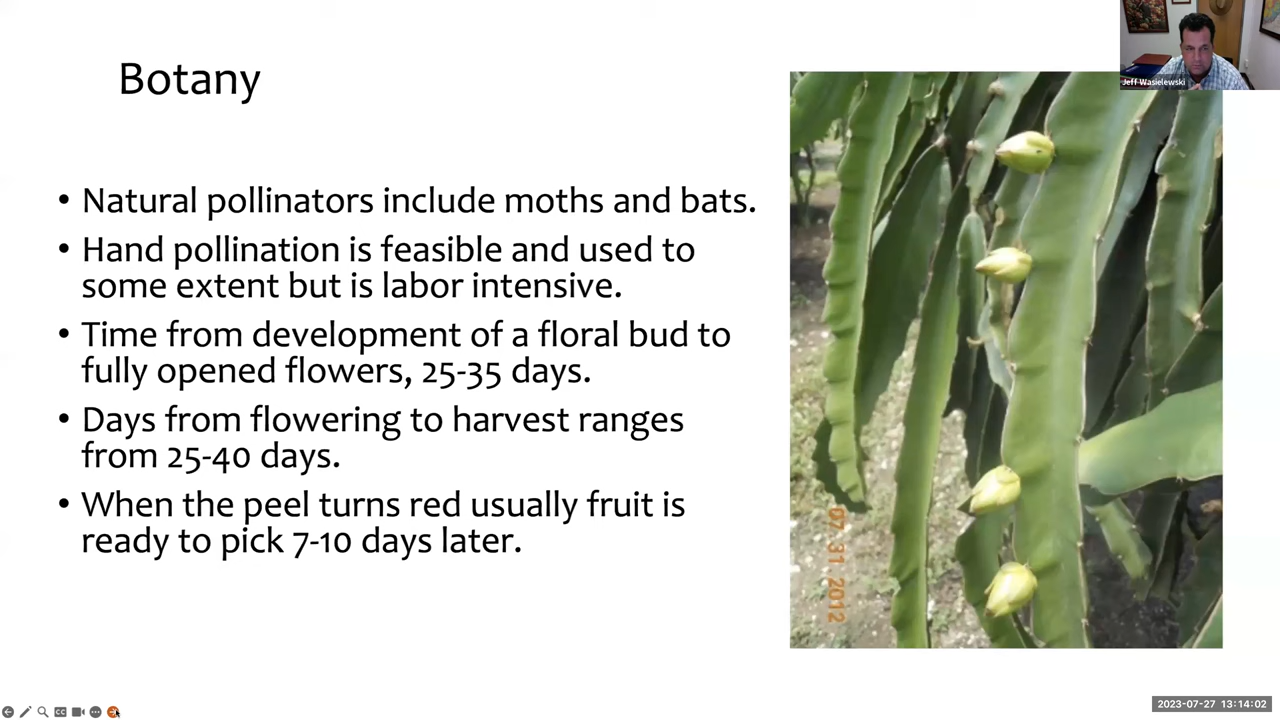 Botany
Jeff Wasielewski
• Natural pollinators include moths and bats.
• Hand pollination is feasible and used to
some extent but is labor intensive.
• Time from development of a floral bud to
fully opened flowers, 25-35 days.
• Days from flowering to harvest ranges
from 25-40 days.
• When the peel turns red usually fruit is
ready to pick 7-10 days later.
07 31 2012
CC
2023-07-27 13:14:02